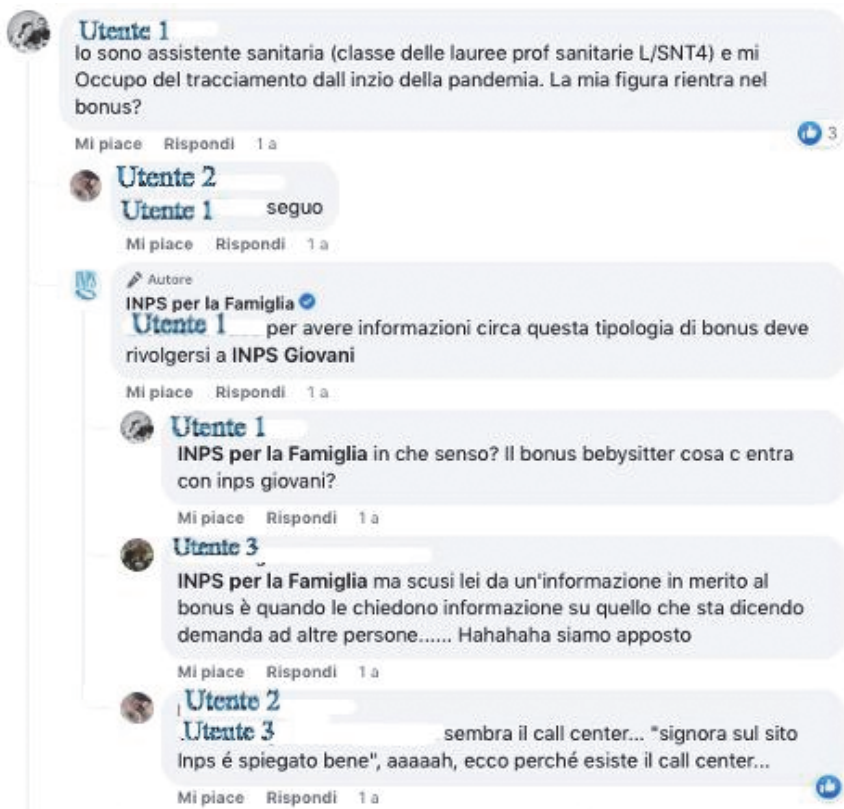 Utente 1
Io sono assistente sanitaria (classe delle lauree prof sanitarie L/SNT4) e mi
Occupo del tracciamento dall inzio della pandemia. La mia figura rientra nel
bonus?
3
Mi piace Rispondi 1 a
Utente 2
Utente 1 seguo
Mi piace Rispondi 1 a
Autore
INPS per la Famiglia
Utente 1 per avere informazioni circa questa tipologia di bonus deve
rivolgersi a INPS Giovani
Mi piace Rispondi 1 a
Utente 1
INPS per la Famiglia in che senso? Il bonus bebysitter cosa c entra
con inps giovani?
Mi piace Rispondi 1 a
Utente 3
INPS per la Famiglia ma scusi lei da un'informazione in merito al
bonus è quando le chiedono informazione su quello che sta dicendo
demanda ad altre persone...... Hahahaha siamo apposto
Mi piace Rispondi 1 a
Utente 2
Utente 3 sembra il call center... "signora sul sito
Inps é spiegato bene", aaaaah, ecco perché esiste il call center...
Mi piace Rispondi 1 a